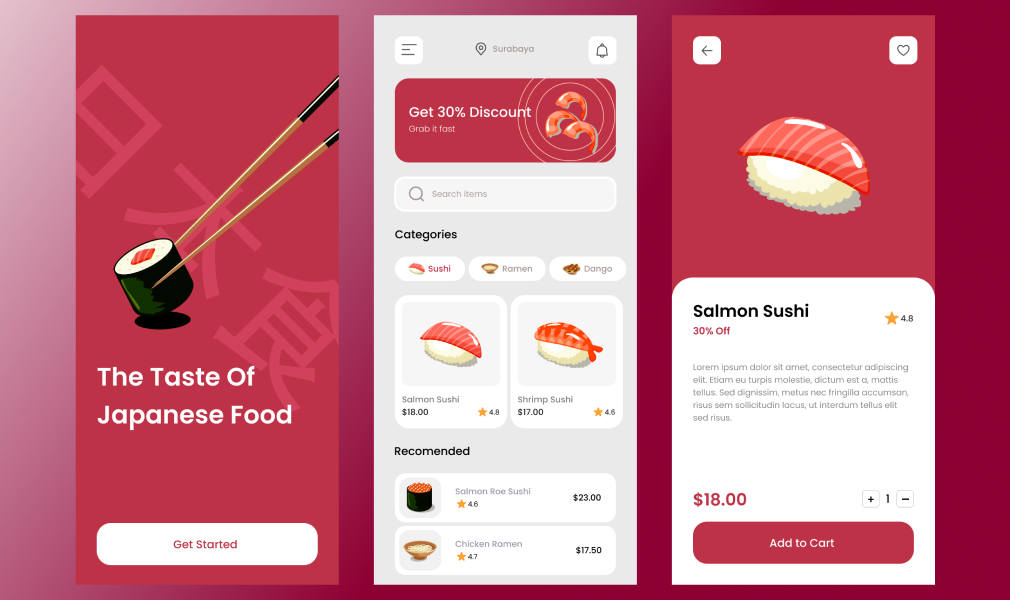 日本食
The Taste Of
Japanese Food
Get Started
Surabaya
Get 30% Discount
Grab it fast
Search items
Categories
Sushi
Ramen
Dango
Salmon Sushi
$18.00
4.8
Shrimp Sushi
$17.00
4.6
Recomended
Salmon Roe Sushi
4.6
$23.00
Chicken Ramen
4.7
$17.50
Salmon Sushi
4.8
30% Off
Lorem ipsum dolor sit amet, consectetur adipiscing
elit. Etiam eu turpis molestie, dictum est a, mattis
tellus. Sed dignissim, metus nec fringilla accumsan,
risus sem sollicitudin lacus, ut interdum tellus elit
sed risus.
$18.00
+ 1 −
Add to Cart